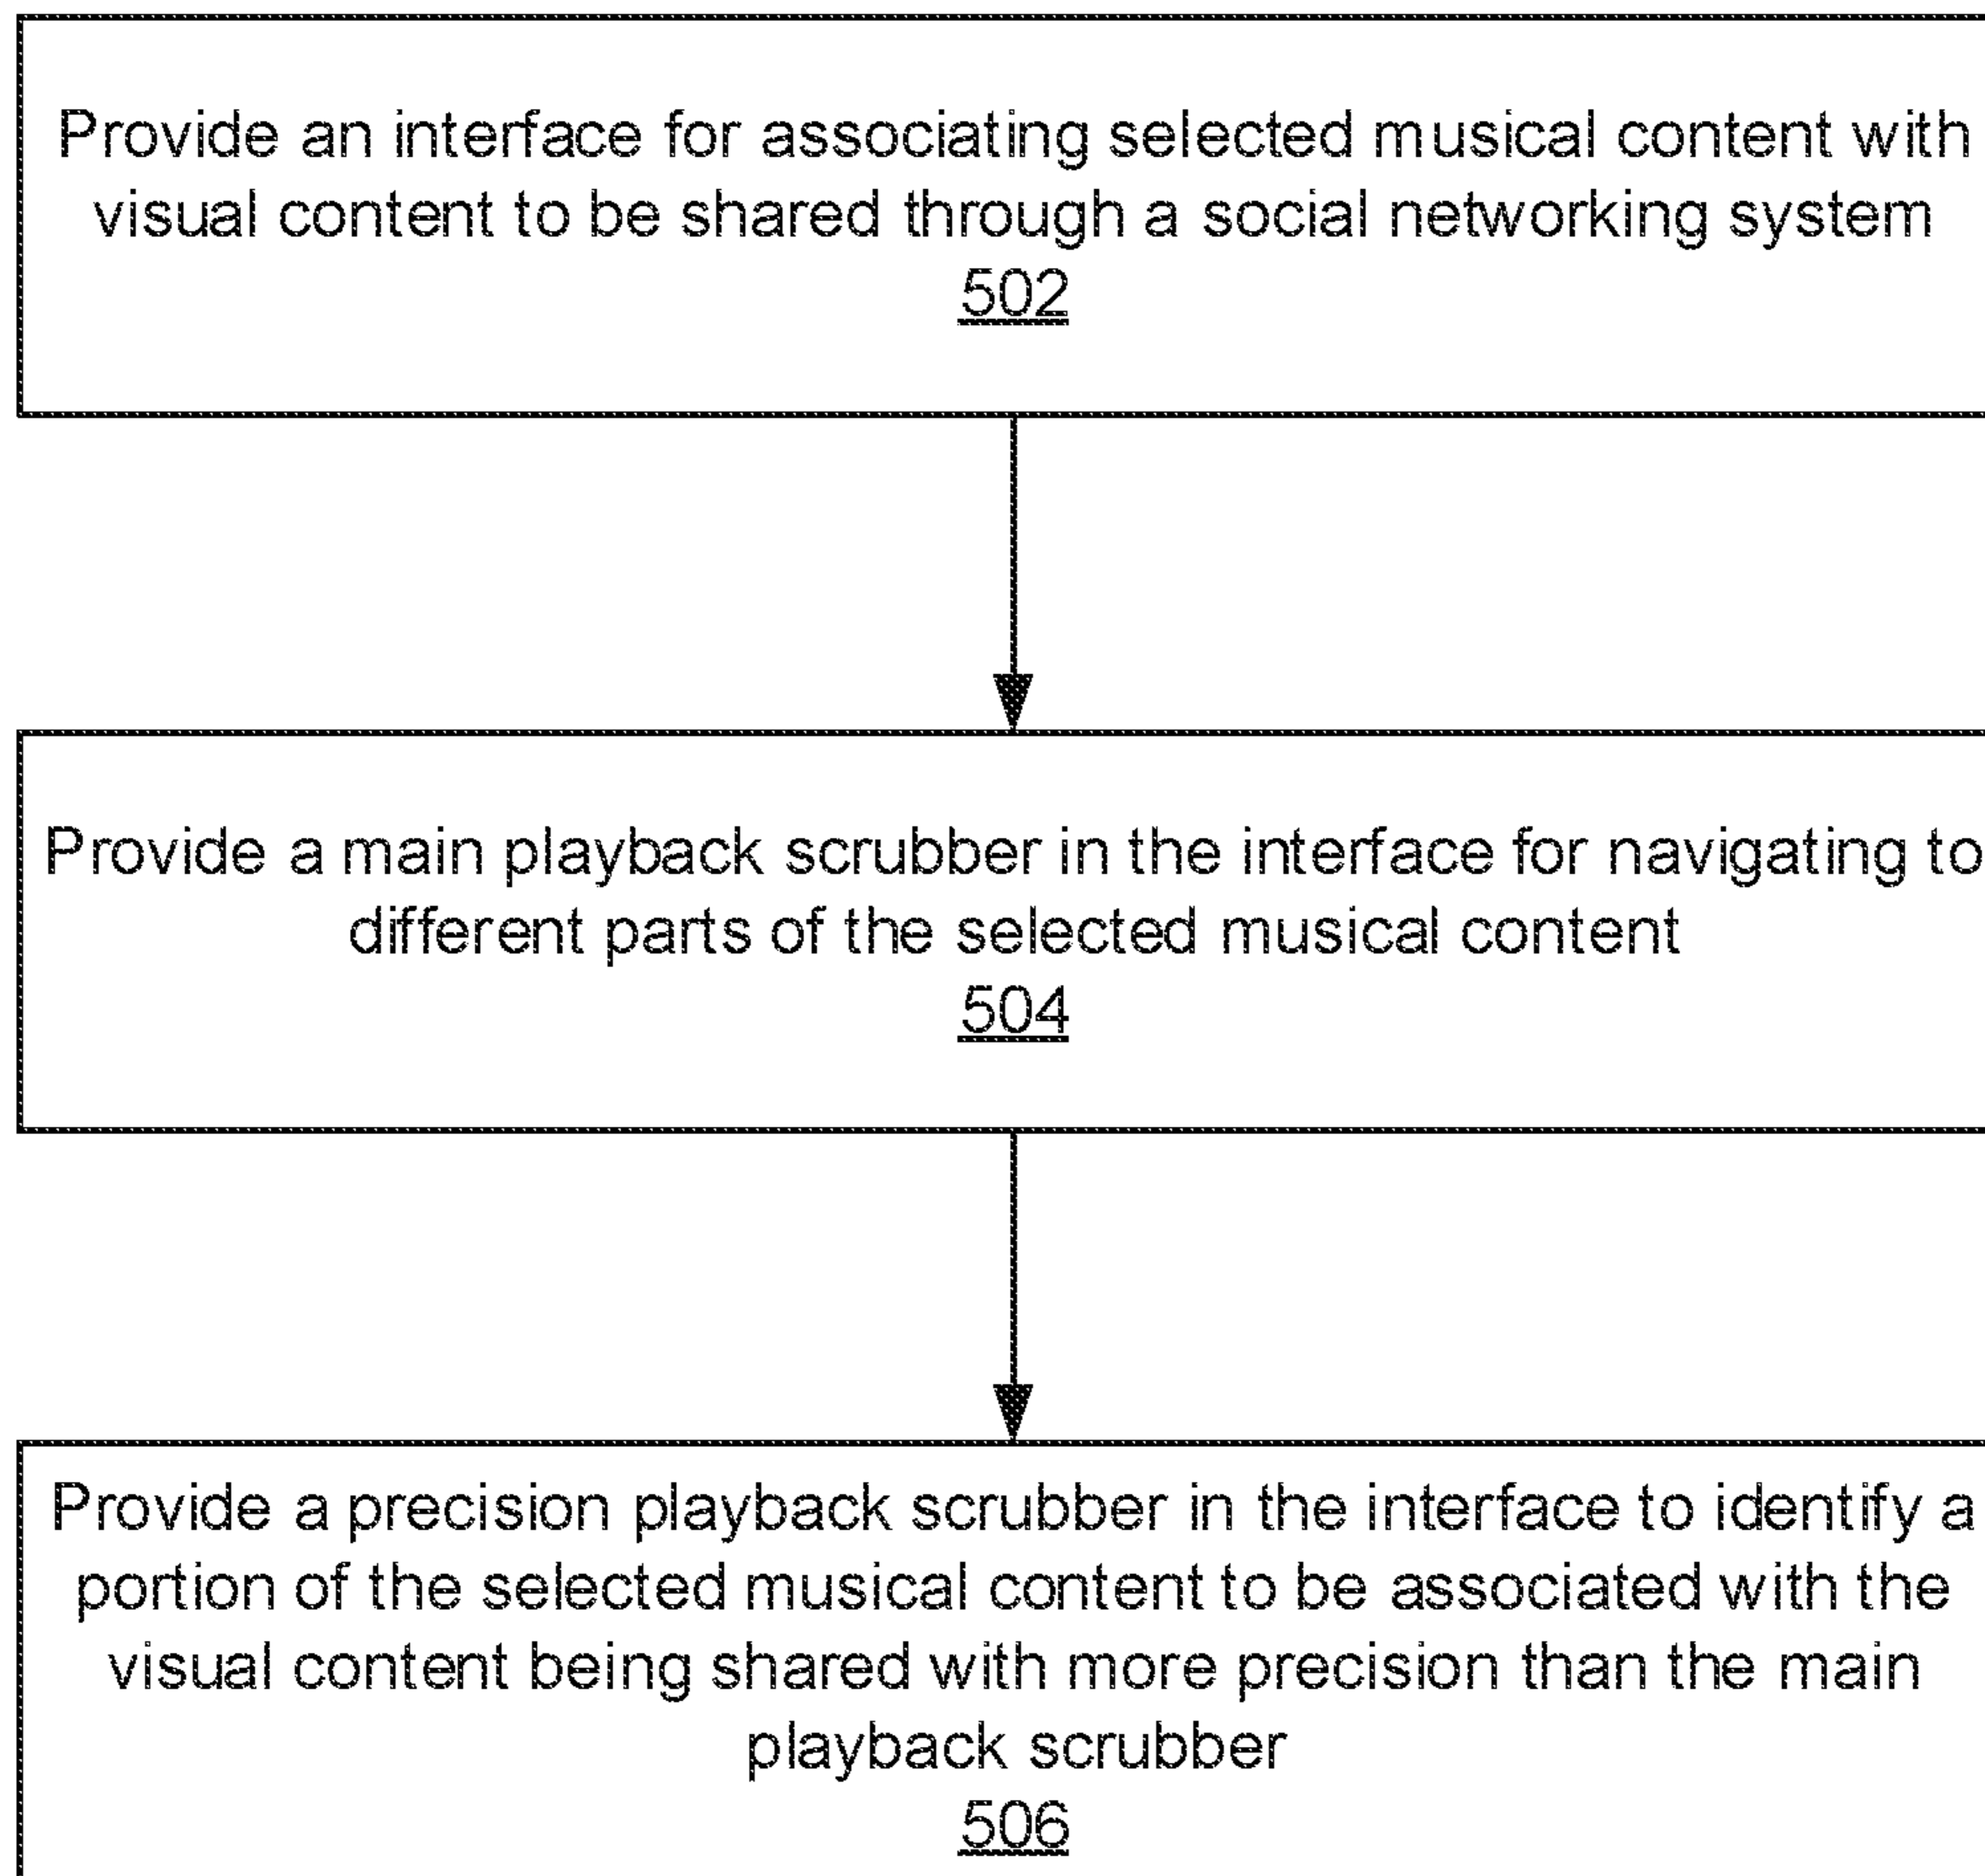 Provide an interface for associating selected musical content with
visual content to be shared through a social networking system
502
Provide a main playback scrubber in the interface for navigating to
different parts of the selected musical content
504
Provide a precision playback scrubber in the interface to identify a
portion of the selected musical content to be associated with the
visual content being shared with more precision than the main
playback scrubber
506